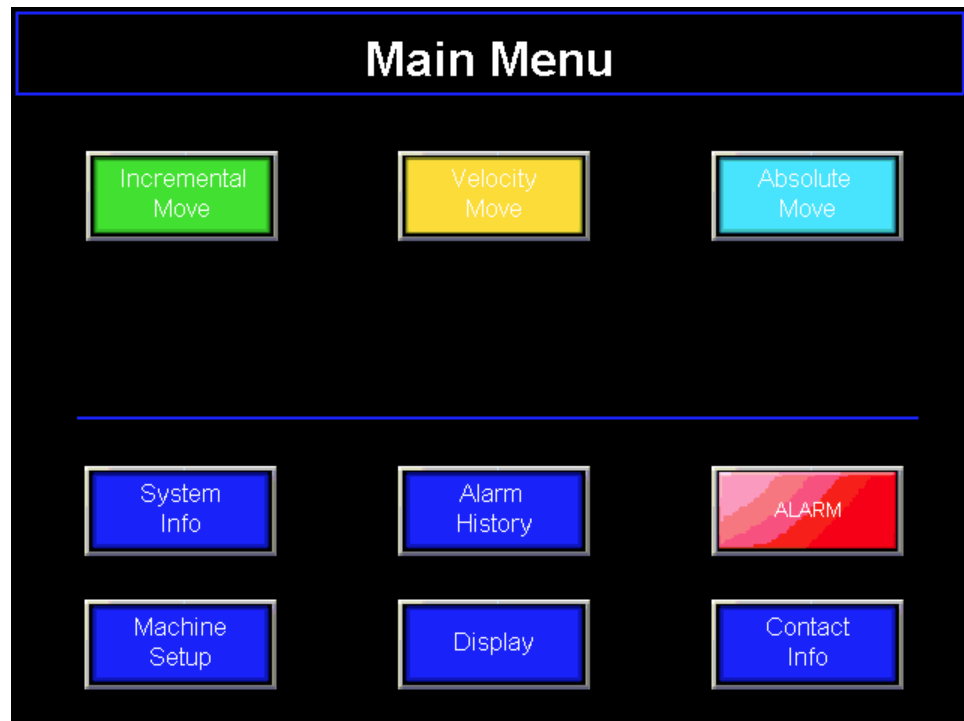 Main Menu
Incremental
Move
Velocity
Move
Absolute
Move
System
Info
Alarm
History
ALARM
Machine
Setup
Display
Contact
Info